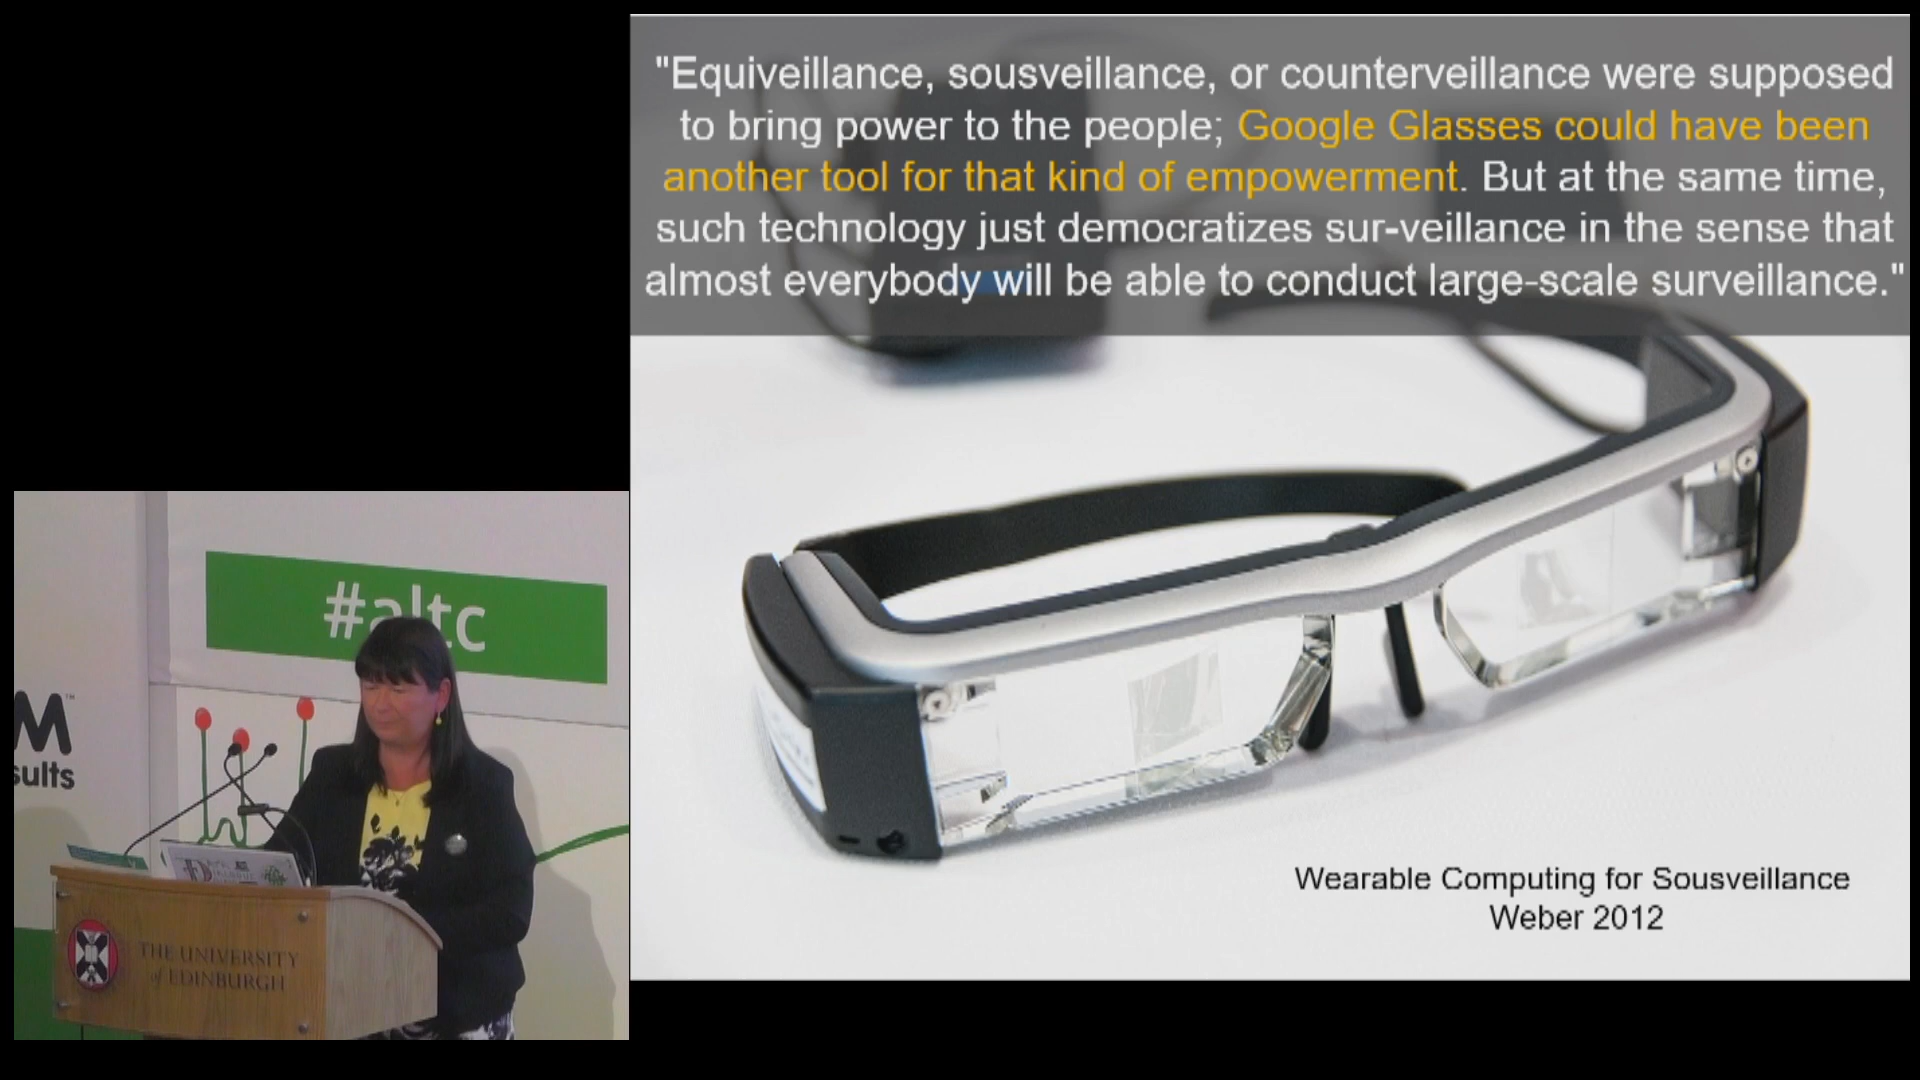 "Equiveillance, sousveillance, or counterveillance were supposed
to bring power to the people; Google Glasses could have been
another tool for that kind of empowerment. But at the same time,
such technology just democratizes sur-veillance in the sense that
almost everybody will be able to conduct large-scale surveillance."
Wearable Computing for Sousveillance
Weber 2012
#altc
M™
sults
THE UNIVERSITY
of EDINBURGH